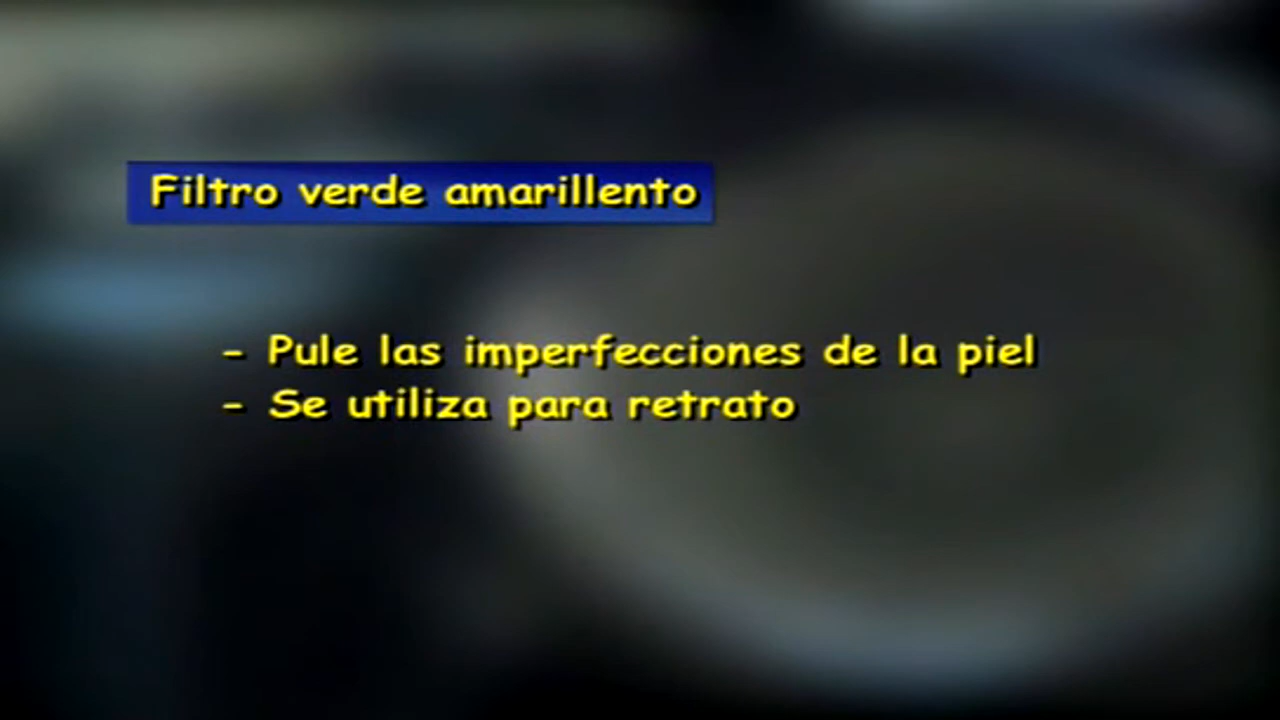 Filtro verde amarillento
- Pule las imperfecciones de la piel
- Se utiliza para retrato